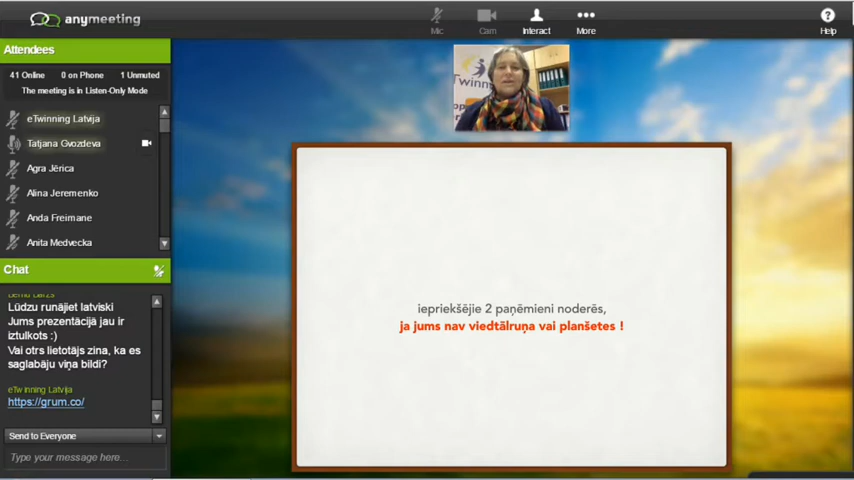 anymeeting
Mic
Cam
Interact
More
Help
Attendees
41 Online
0 on Phone
1 Unmuted
The meeting is in Listen-Only Mode
eTwinning Latvija
Tatjana Gvozdeva
Agra Jērica
Alina Jeremenko
Anda Freimane
Anita Medvecka
Chat
Lūdzu runājiet latviski
Jums prezentācijā jau ir
iztulkots :)
Vai otrs lietotājs zina, ka es
saglabāju viņa bildi?
eTwinning Latvija
https://grum.co/
Send to Everyone
Type your message here...
iepriekšējie 2 paņēmieni noderēs,
ja jums nav viedtālruņa vai planšetes !